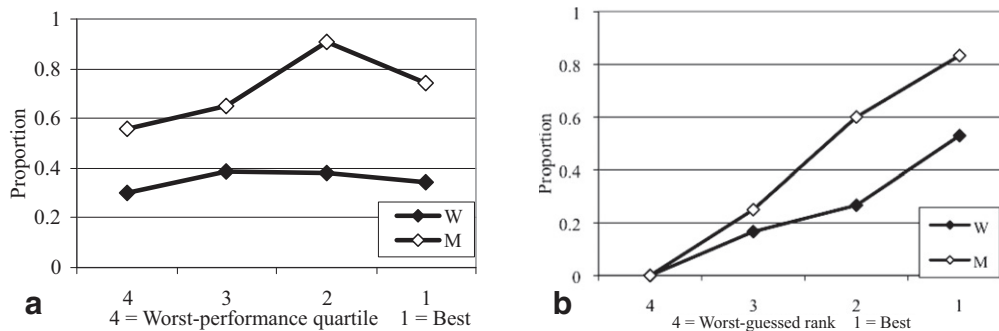 1
0.8
0.6
0.4
0.2
0
Proportion
W
M
4 3 2 1
4 = Worst-performance quartile 1 = Best
a
1
0.8
0.6
0.4
0.2
0
Proportion
W
M
4 3 2 1
4 = Worst-guessed rank 1 = Best
b